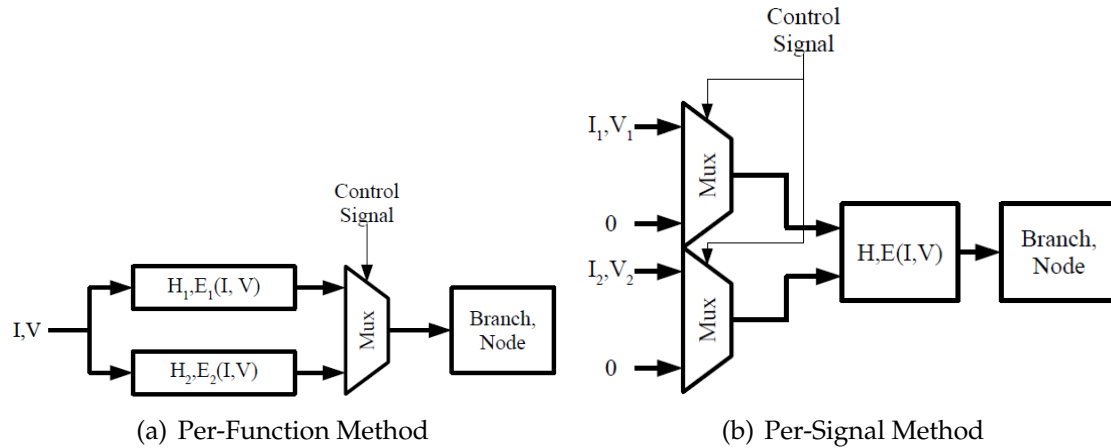 Control
Signal
I,V
H₁,E₁(I, V)
H₂,E₂(I,V)
Mux
Branch,
Node
(a) Per-Function Method
Control
Signal
I₁,V₁
0
I₂,V₂
0
Mux
Mux
H,E(I,V)
Branch,
Node
(b) Per-Signal Method